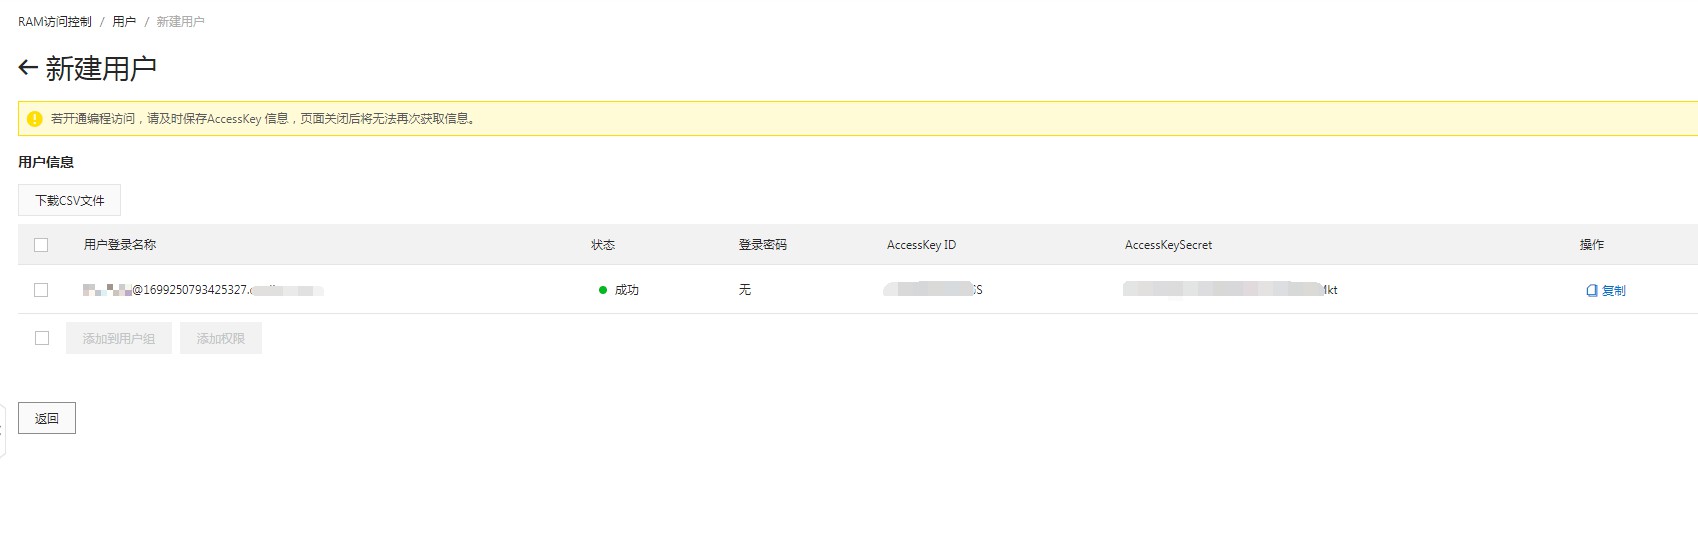 RAM访问控制 / 用户 / 新建用户
← 新建用户
若开通编程访问，请及时保存AccessKey 信息，页面关闭后将无法再次获取信息。
用户信息
下载CSV文件
用户登录名称 状态 登录密码 AccessKey ID AccessKeySecret 操作
@1699250793425327. 成功 无 S kt 复制
添加到用户组 添加权限
返回